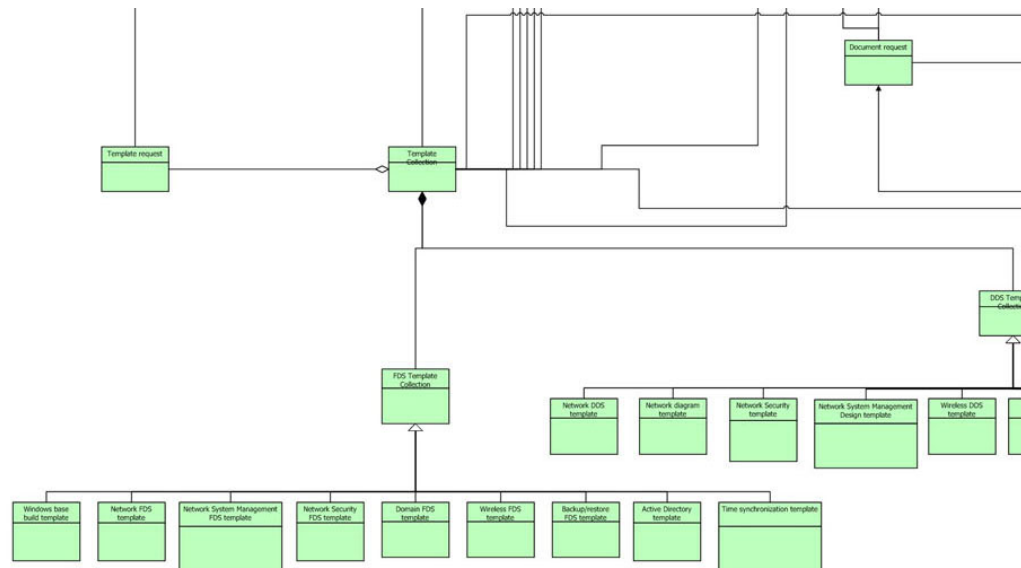 Document request
Template request
Template
Collection
DDS Temp
Collectio
FDS Template
Collection
Network DDS
template
Network diagram
template
Network Security
template
Network System Management
Design template
Wireless DDS
template
Windows base
build template
Network FDS
template
Network System Management
FDS template
Network Security
FDS template
Domain FDS
template
Wireless FDS
template
Backup/restore
FDS template
Active Directory
template
Time synchronization template